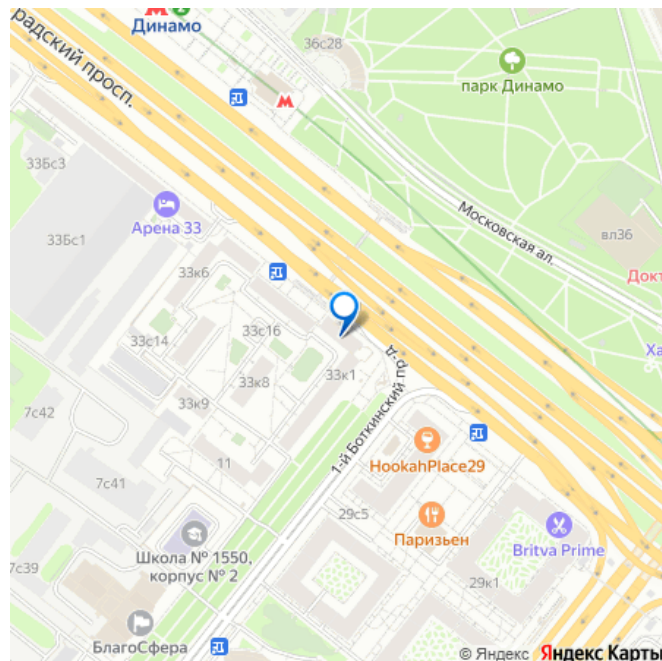 Динамо
36с28
парк Динамо
радский просп.
33Бс3
Московская ал.
Арена 33
вл36
33Бс1
Докт
33к6
33с14
33с16
р-д
Ха
33к1
33к8
33к9
7с42
1-й Боткинский п
11
HookahPlace29
7с41
29с5
Паризьен
Britva Prime
Школа № 1550,
корпус № 2
7с39
29к1
БлагоСфера
© Яндекс Яндекс Карты